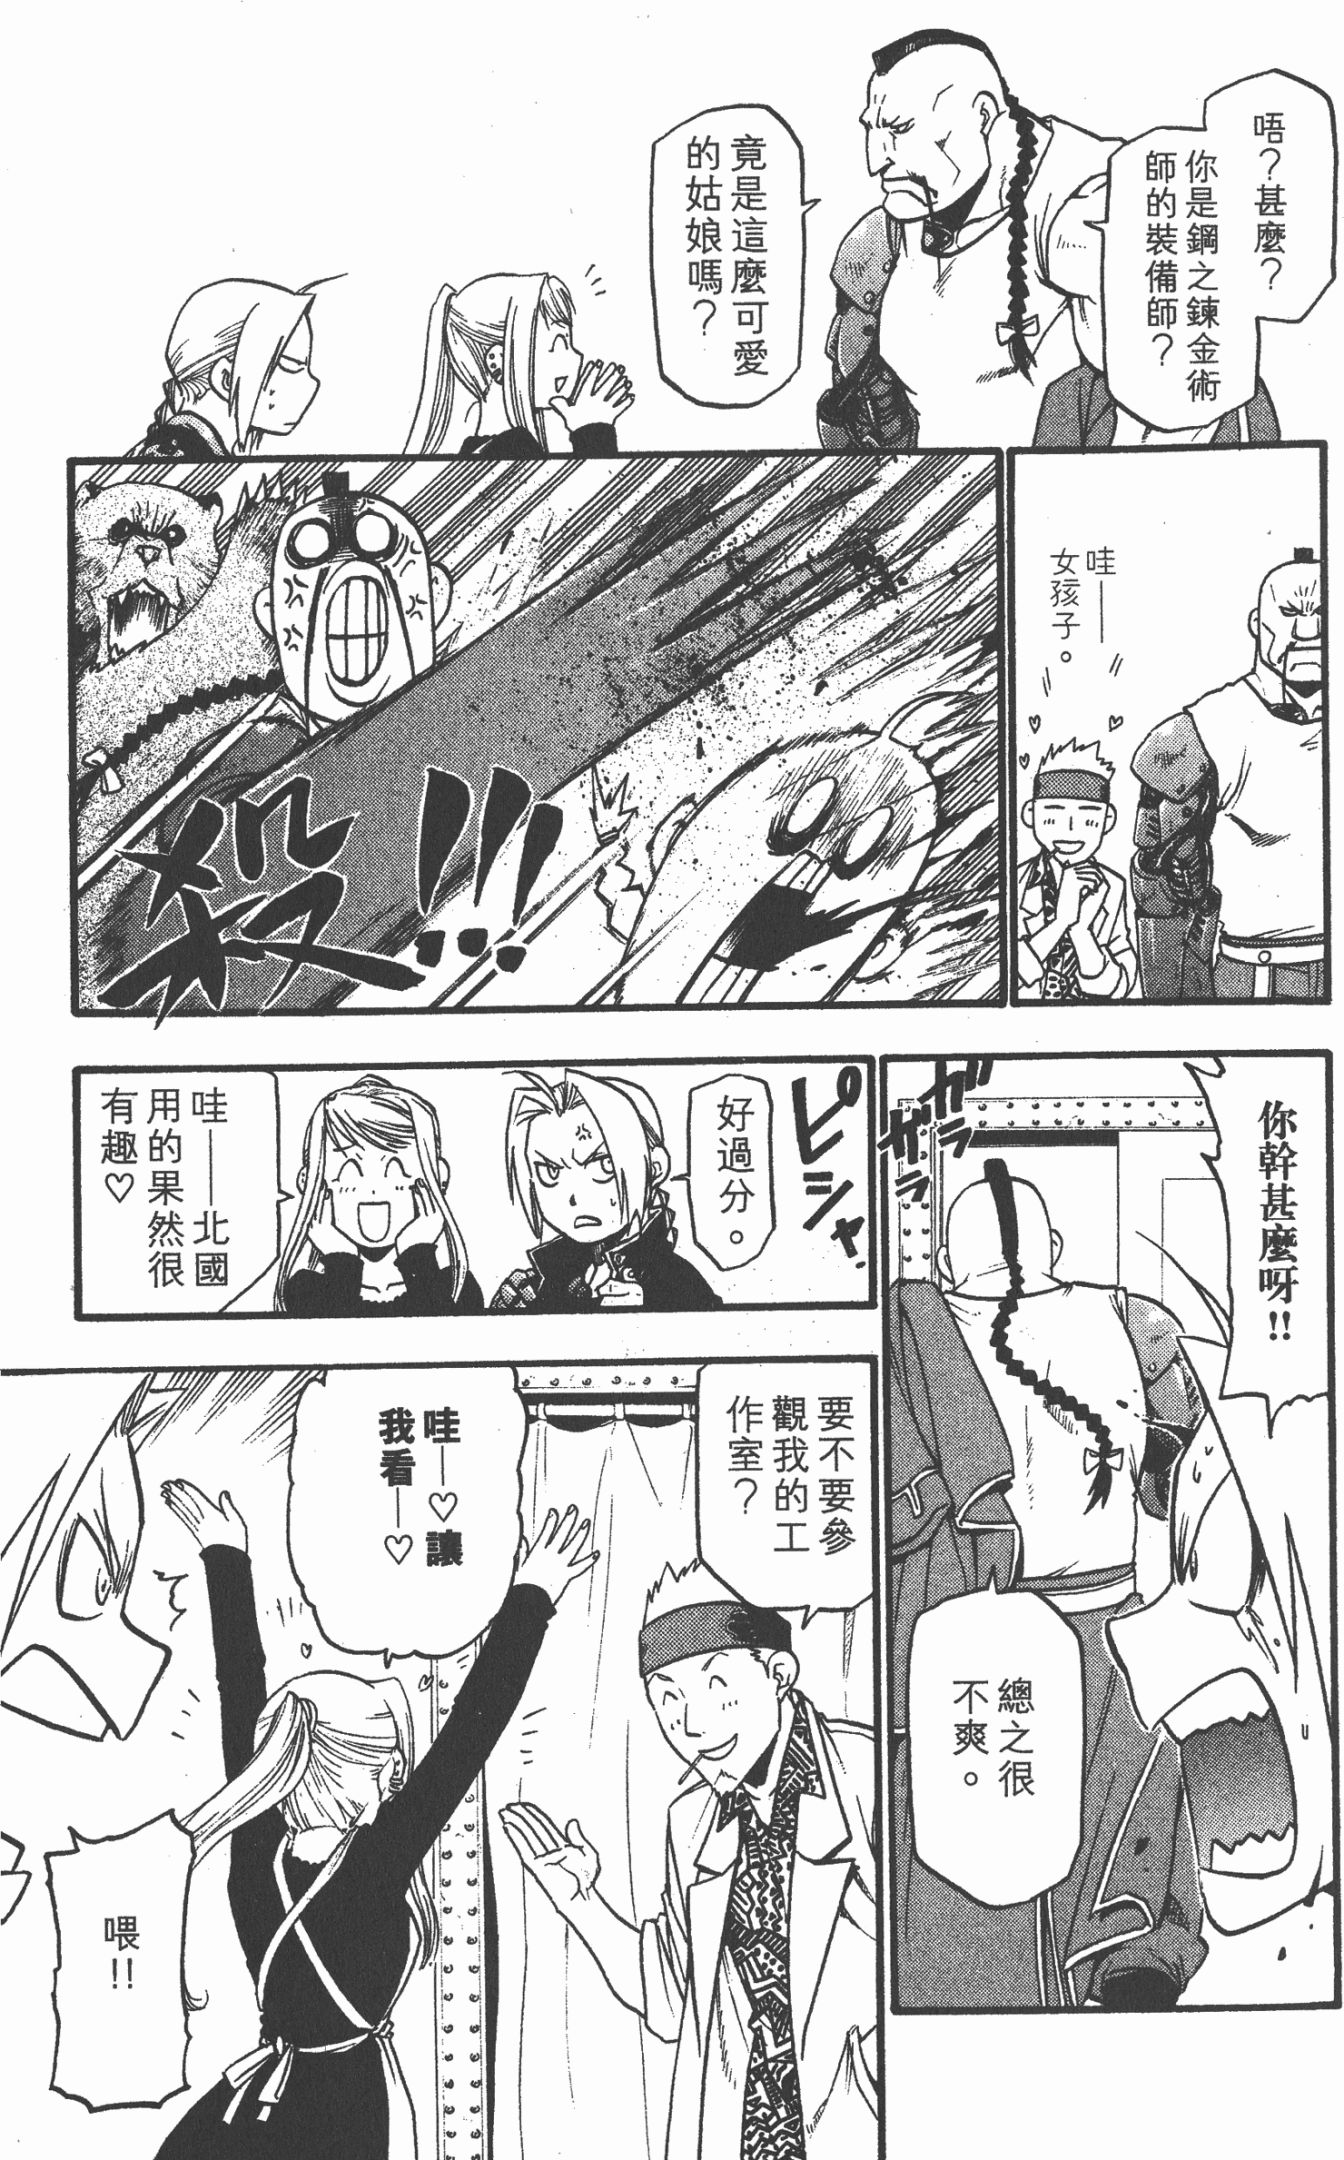 唔？甚麼？
你是鋼之鍊金術
師的裝備師？
竟是這麼可愛
的姑娘嗎？
哇──
女孩子。
殺!!!
你幹甚麼呀!!
ガガガラ
總之很
不爽。
ピシャ
好過分。
哇──北國
用的果然很
有趣♡
要不要參
觀我的工
作室？
哇─♡讓
我看─♡
喂!!